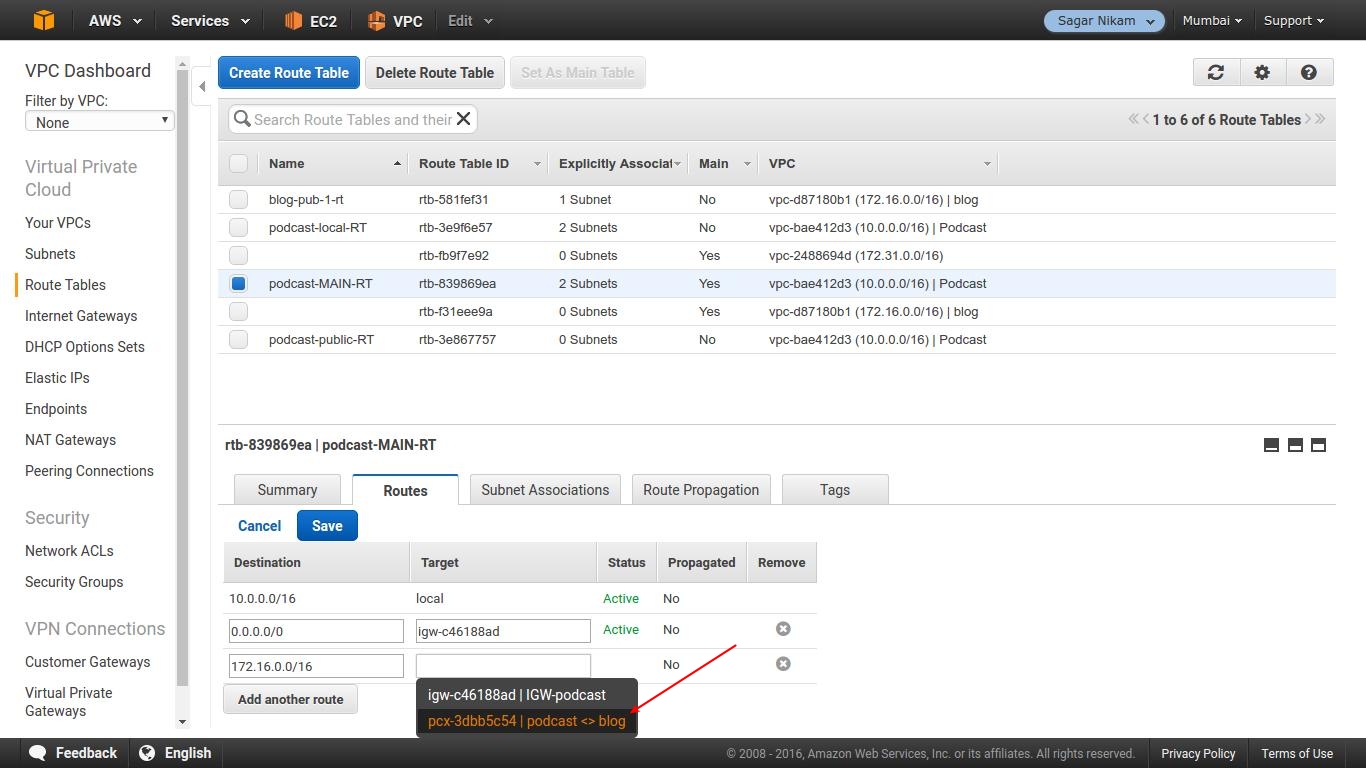 AWS Services EC2 VPC Edit Sagar Nikam Mumbai Support
VPC Dashboard
Filter by VPC:
None
Virtual Private
Cloud
Your VPCs
Subnets
Route Tables
Internet Gateways
DHCP Options Sets
Elastic IPs
Endpoints
NAT Gateways
Peering Connections
Security
Network ACLs
Security Groups
VPN Connections
Customer Gateways
Virtual Private
Gateways
Create Route Table Delete Route Table Set As Main Table
Search Route Tables and their 1 to 6 of 6 Route Tables
Name Route Table ID Explicitly Associat Main VPC
blog-pub-1-rt rtb-581fef31 1 Subnet No vpc-d87180b1 (172.16.0.0/16) | blog
podcast-local-RT rtb-3e9f6e57 2 Subnets No vpc-bae412d3 (10.0.0.0/16) | Podcast
rtb-fb9f7e92 0 Subnets Yes vpc-2488694d (172.31.0.0/16)
podcast-MAIN-RT rtb-839869ea 2 Subnets Yes vpc-bae412d3 (10.0.0.0/16) | Podcast
rtb-f31eee9a 0 Subnets Yes vpc-d87180b1 (172.16.0.0/16) | blog
podcast-public-RT rtb-3e867757 0 Subnets No vpc-bae412d3 (10.0.0.0/16) | Podcast
rtb-839869ea | podcast-MAIN-RT
Summary Routes Subnet Associations Route Propagation Tags
Cancel Save
Destination Target Status Propagated Remove
10.0.0.0/16 local Active No
0.0.0.0/0 igw-c46188ad Active No
172.16.0.0/16 No
Add another route
igw-c46188ad | IGW-podcast
pcx-3dbb5c54 | podcast <> blog
Feedback English © 2008 - 2016, Amazon Web Services, Inc. or its affiliates. All rights reserved. Privacy Policy Terms of Use